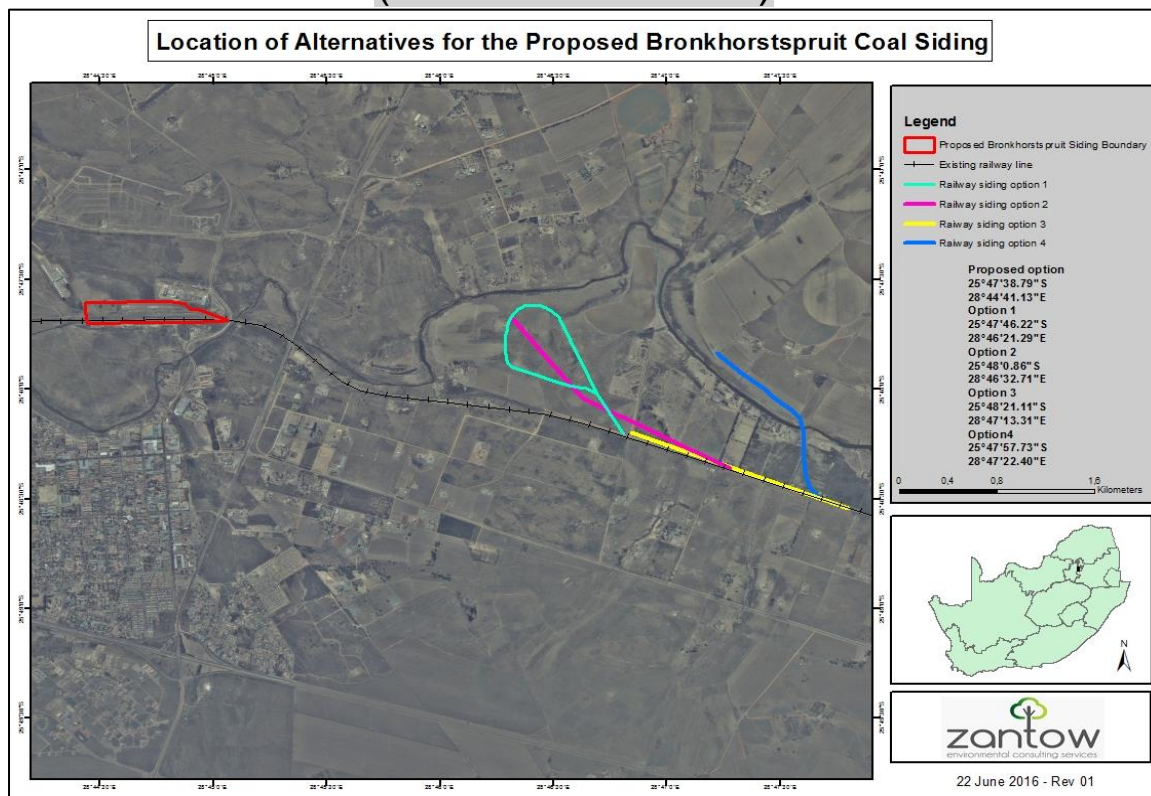 Location of Alternatives for the Proposed Bronkhorstspruit Coal Siding
Legend
Proposed Bronkhorstspruit Siding Boundary
Existing railway line
Railway siding option 1
Railway siding option 2
Railway siding option 3
Railway siding option 4
Proposed option
25°47'38.79"S
28°44'41.13"E
Option 1
25°47'46.22"S
28°46'21.29"E
Option 2
25°48'0.86"S
28°46'32.71"E
Option 3
25°48'21.11"S
28°47'13.31"E
Option4
25°47'57.73"S
28°47'22.40"E
0 0,4 0,8 1,6
Kilometers
N
zantow
environmental consulting services
22 June 2016 - Rev 01